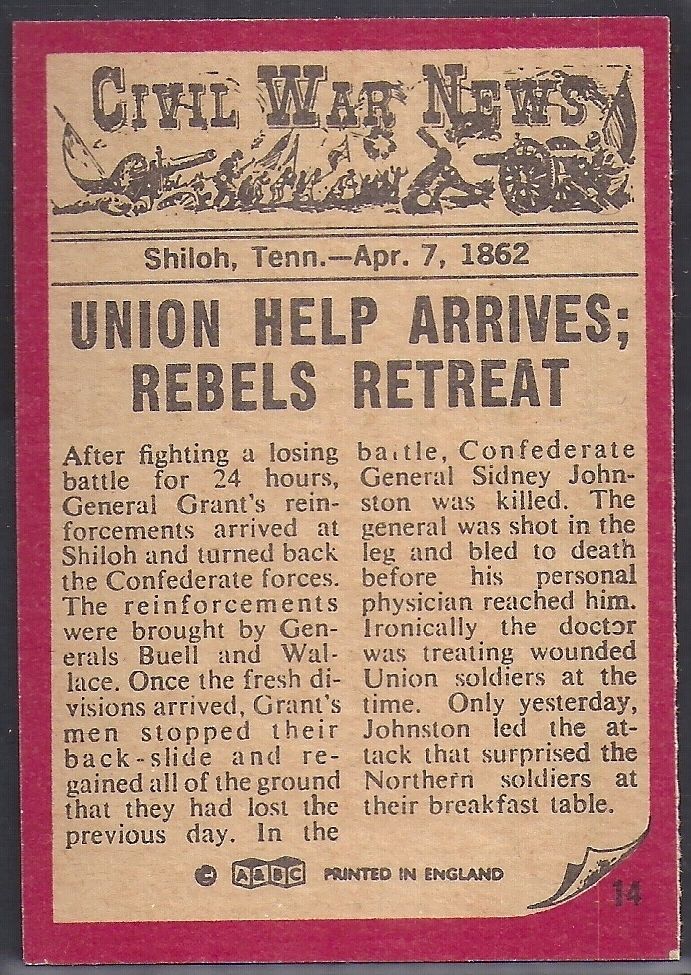 CIVIL WAR NEWS
Shiloh, Tenn.—Apr. 7, 1862
UNION HELP ARRIVES;
REBELS RETREAT
After fighting a losing
battle for 24 hours,
General Grant's rein-
forcements arrived at
Shiloh and turned back
the Confederate forces.
The reinforcements
were brought by Gen-
erals Buell and Wal-
lace. Once the fresh di-
visions arrived, Grant's
men stopped their
back-slide and re-
gained all of the ground
that they had lost the
previous day. In the
battle, Confederate
General Sidney John-
ston was killed. The
general was shot in the
leg and bled to death
before his personal
physician reached him.
Ironically the doctor
was treating wounded
Union soldiers at the
time. Only yesterday,
Johnston led the at-
tack that surprised the
Northern soldiers at
their breakfast table.
© A&BC PRINTED IN ENGLAND
14